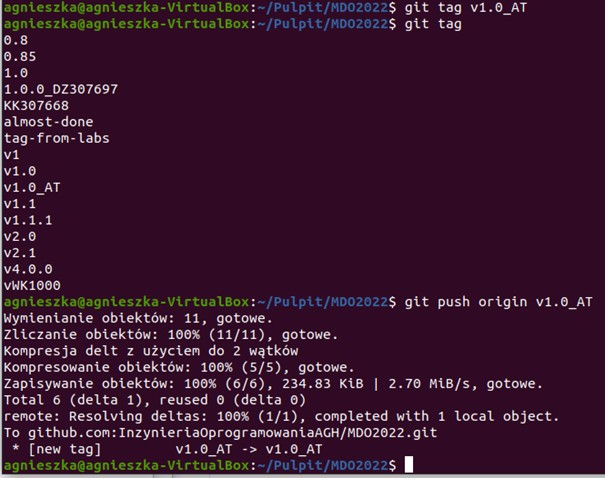 agnieszka@agnieszka-VirtualBox:~/Pulpit/MDO2022$ git tag v1.0_AT
agnieszka@agnieszka-VirtualBox:~/Pulpit/MDO2022$ git tag
0.8
0.85
1.0
1.0.0_DZ307697
KK307668
almost-done
tag-from-labs
v1
v1.0
v1.0_AT
v1.1
v1.1.1
v2.0
v2.1
v4.0.0
vWK1000
agnieszka@agnieszka-VirtualBox:~/Pulpit/MDO2022$ git push origin v1.0_AT
Wymienianie obiektów: 11, gotowe.
Zliczanie obiektów: 100% (11/11), gotowe.
Kompresja delt z użyciem do 2 wątków
Kompresowanie obiektów: 100% (5/5), gotowe.
Zapisywanie obiektów: 100% (6/6), 234.83 KiB | 2.70 MiB/s, gotowe.
Total 6 (delta 1), reused 0 (delta 0)
remote: Resolving deltas: 100% (1/1), completed with 1 local object.
To github.com:InzynieriaOprogramowaniaAGH/MDO2022.git
 * [new tag]         v1.0_AT -> v1.0_AT
agnieszka@agnieszka-VirtualBox:~/Pulpit/MDO2022$